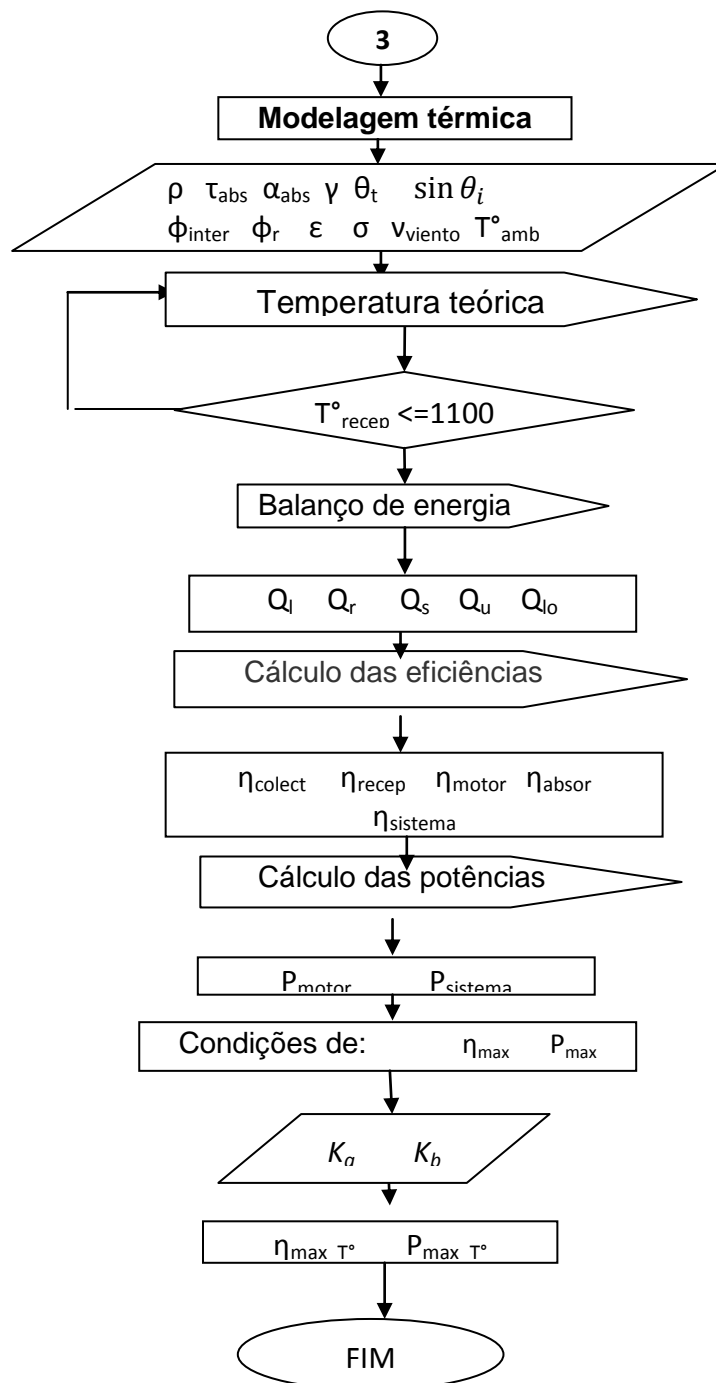 3
Modelagem térmica
ρ τabs αabs γ θt sin θi
ϕinter ϕr ε σ νviento T°amb
Temperatura teórica
T°recep <=1100
Balanço de energia
Ql Qr Qs Qu Qlo
Cálculo das eficiências
ηcolect ηrecep ηmotor ηabsor
ηsistema
Cálculo das potências
Pmotor Psistema
Condições de: ηmax Pmax
Ka Kb
ηmax_T° Pmax_T°
FIM